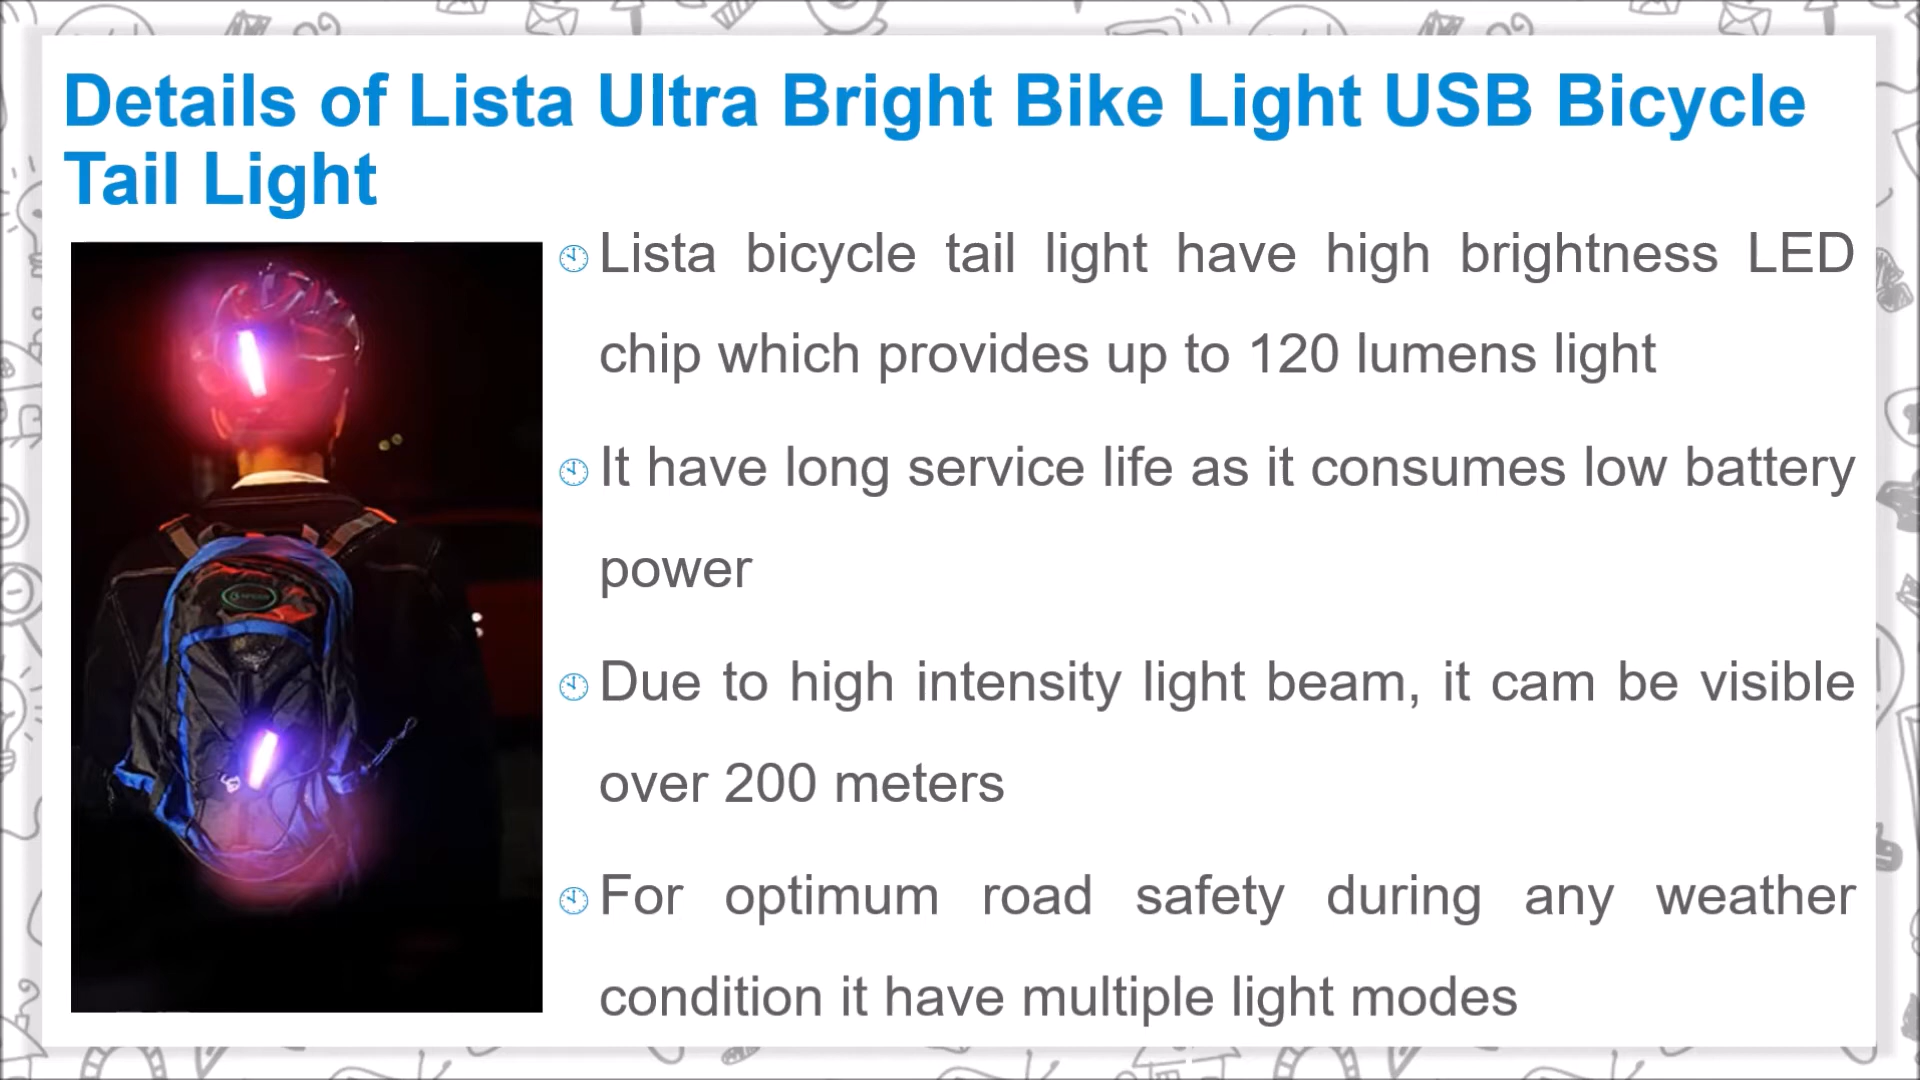 Details of Lista Ultra Bright Bike Light USB Bicycle
Tail Light
Lista bicycle tail light have high brightness LED
chip which provides up to 120 lumens light
It have long service life as it consumes low battery
power
Due to high intensity light beam, it cam be visible
over 200 meters
For optimum road safety during any weather
condition it have multiple light modes